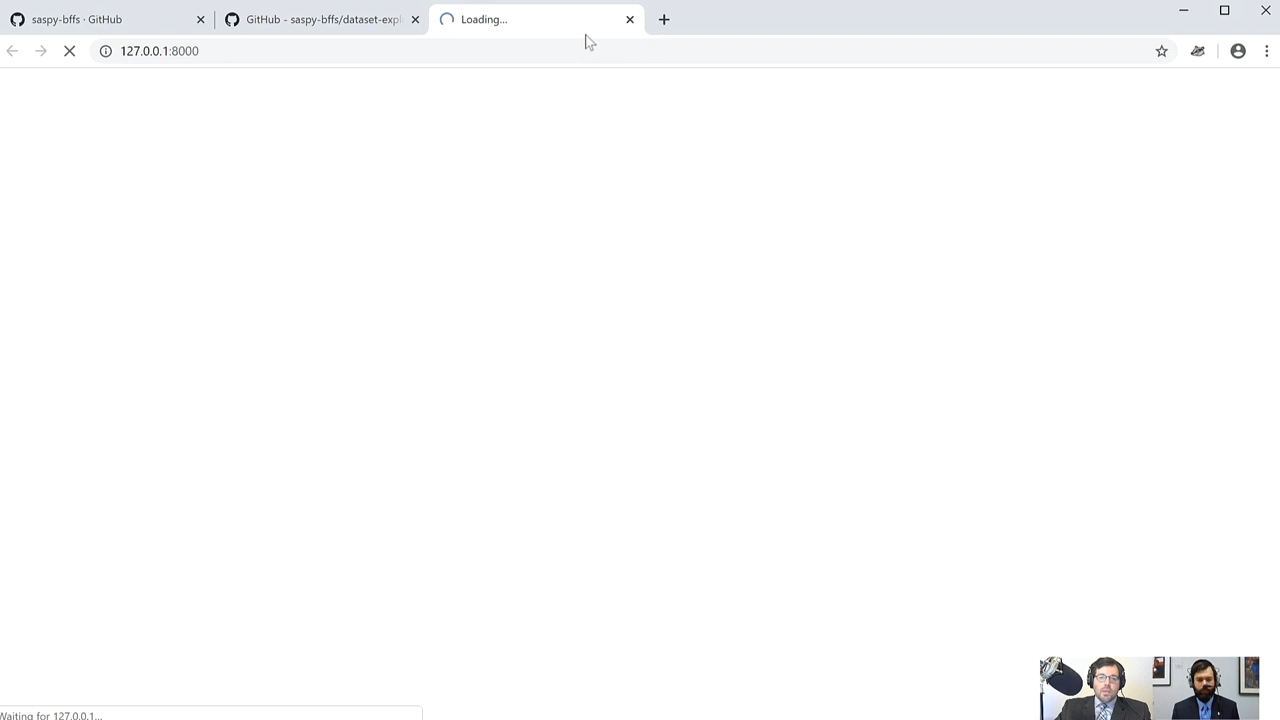 saspy-bffs · GitHub
GitHub - saspy-bffs/dataset-expl
Loading...
127.0.0.1:8000
Waiting for 127.0.0.1...